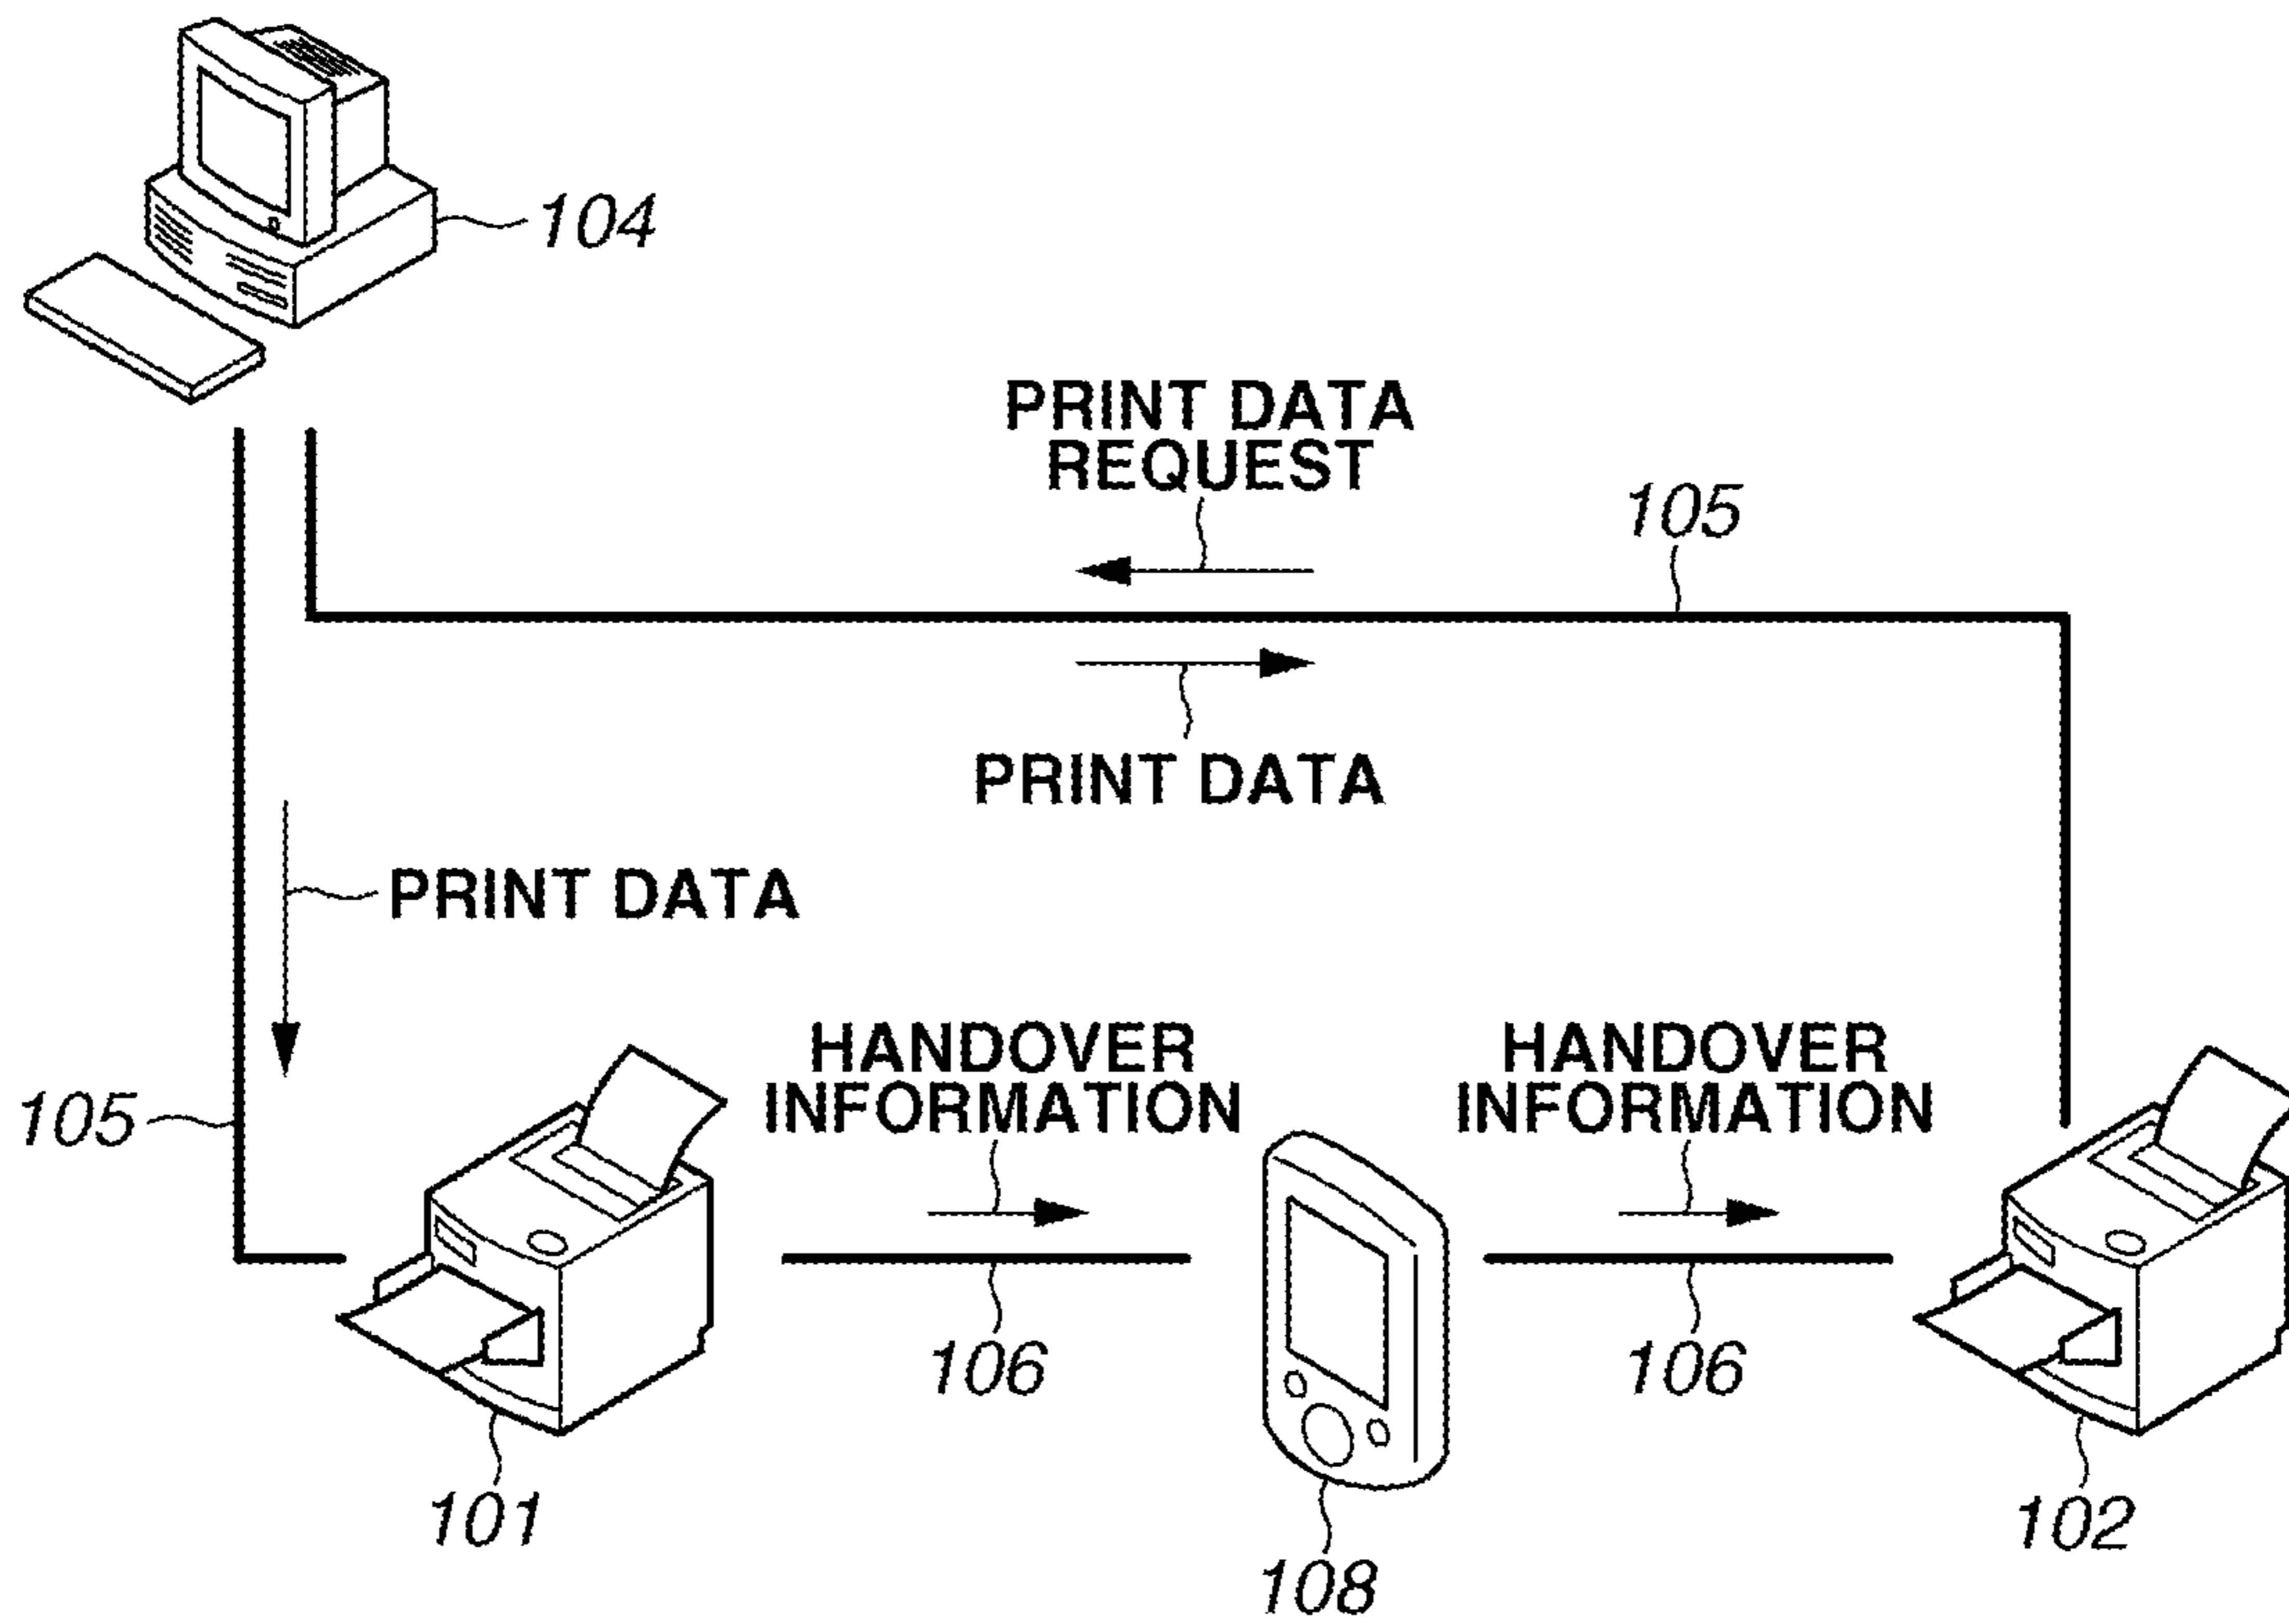 104
PRINT DATA
REQUEST
105
PRINT DATA
PRINT DATA
HANDOVER
INFORMATION
HANDOVER
INFORMATION
105
106
106
101
102
108